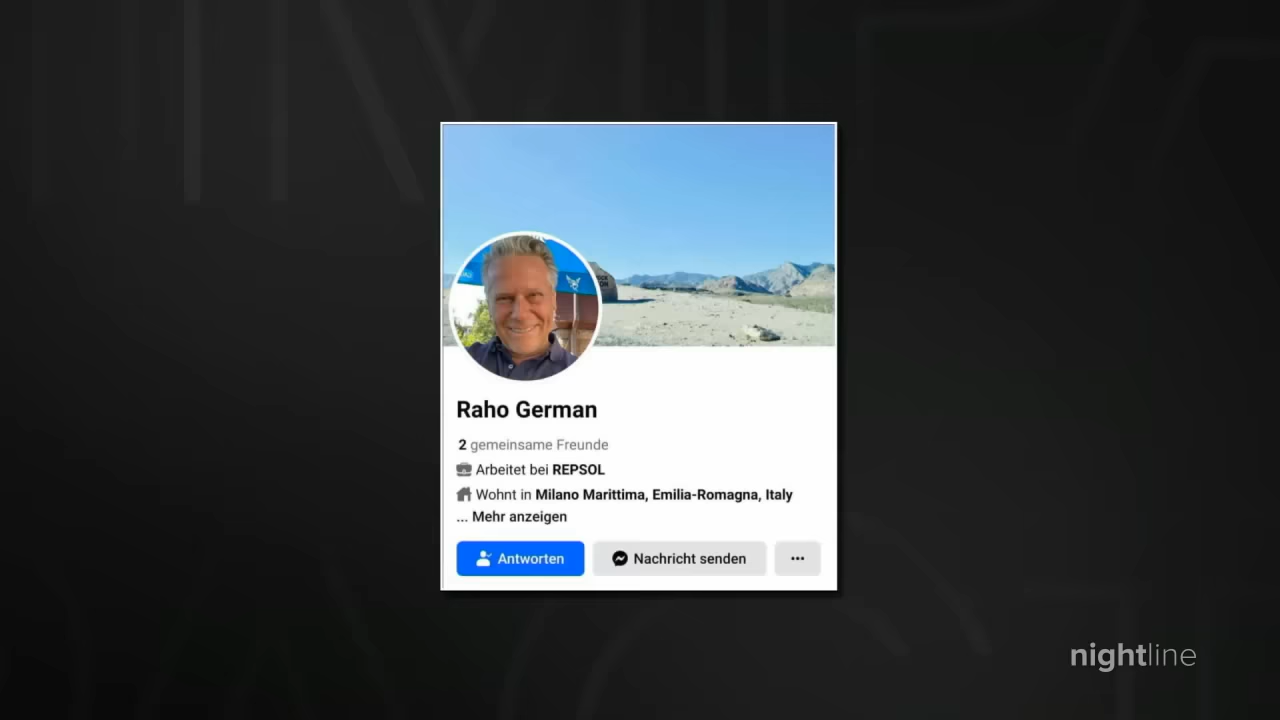 Raho German
2 gemeinsame Freunde
Arbeitet bei REPSOL
Wohnt in Milano Marittima, Emilia-Romagna, Italy
... Mehr anzeigen
Antworten Nachricht senden
nightline